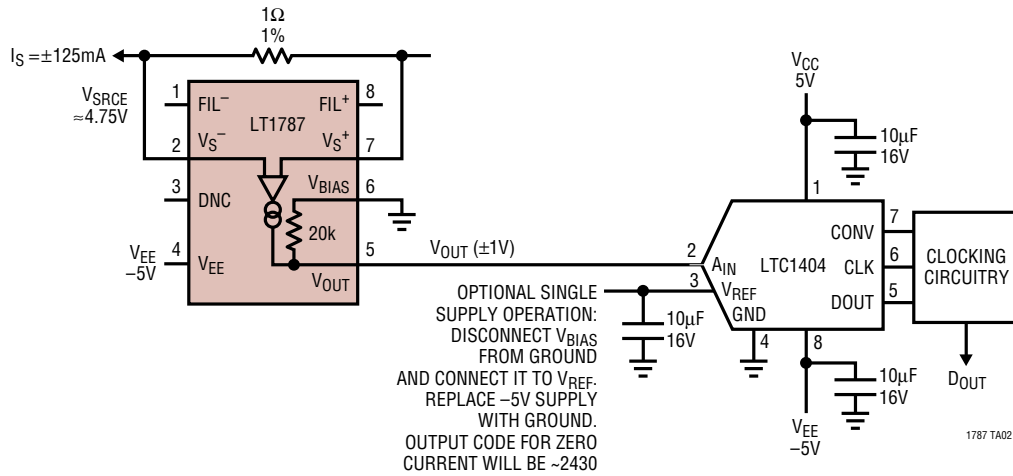 1Ω
1%
I_S = ±125mA
V_SRCE
≈4.75V
1
FIL⁻
FIL⁺
8
LT1787
2
V_S⁻
V_S⁺
7
3
DNC
V_BIAS
6
20k
V_EE
–5V
4
V_EE
V_OUT
5
V_OUT (±1V)
V_CC
5V
10µF
16V
1
2
A_IN
LTC1404
CONV
7
CLK
6
DOUT
5
CLOCKING
CIRCUITRY
3
V_REF
GND
4
8
10µF
16V
10µF
16V
V_EE
–5V
D_OUT
OPTIONAL SINGLE
SUPPLY OPERATION:
DISCONNECT V_BIAS
FROM GROUND
AND CONNECT IT TO V_REF.
REPLACE –5V SUPPLY
WITH GROUND.
OUTPUT CODE FOR ZERO
CURRENT WILL BE ~2430
1787 TA02